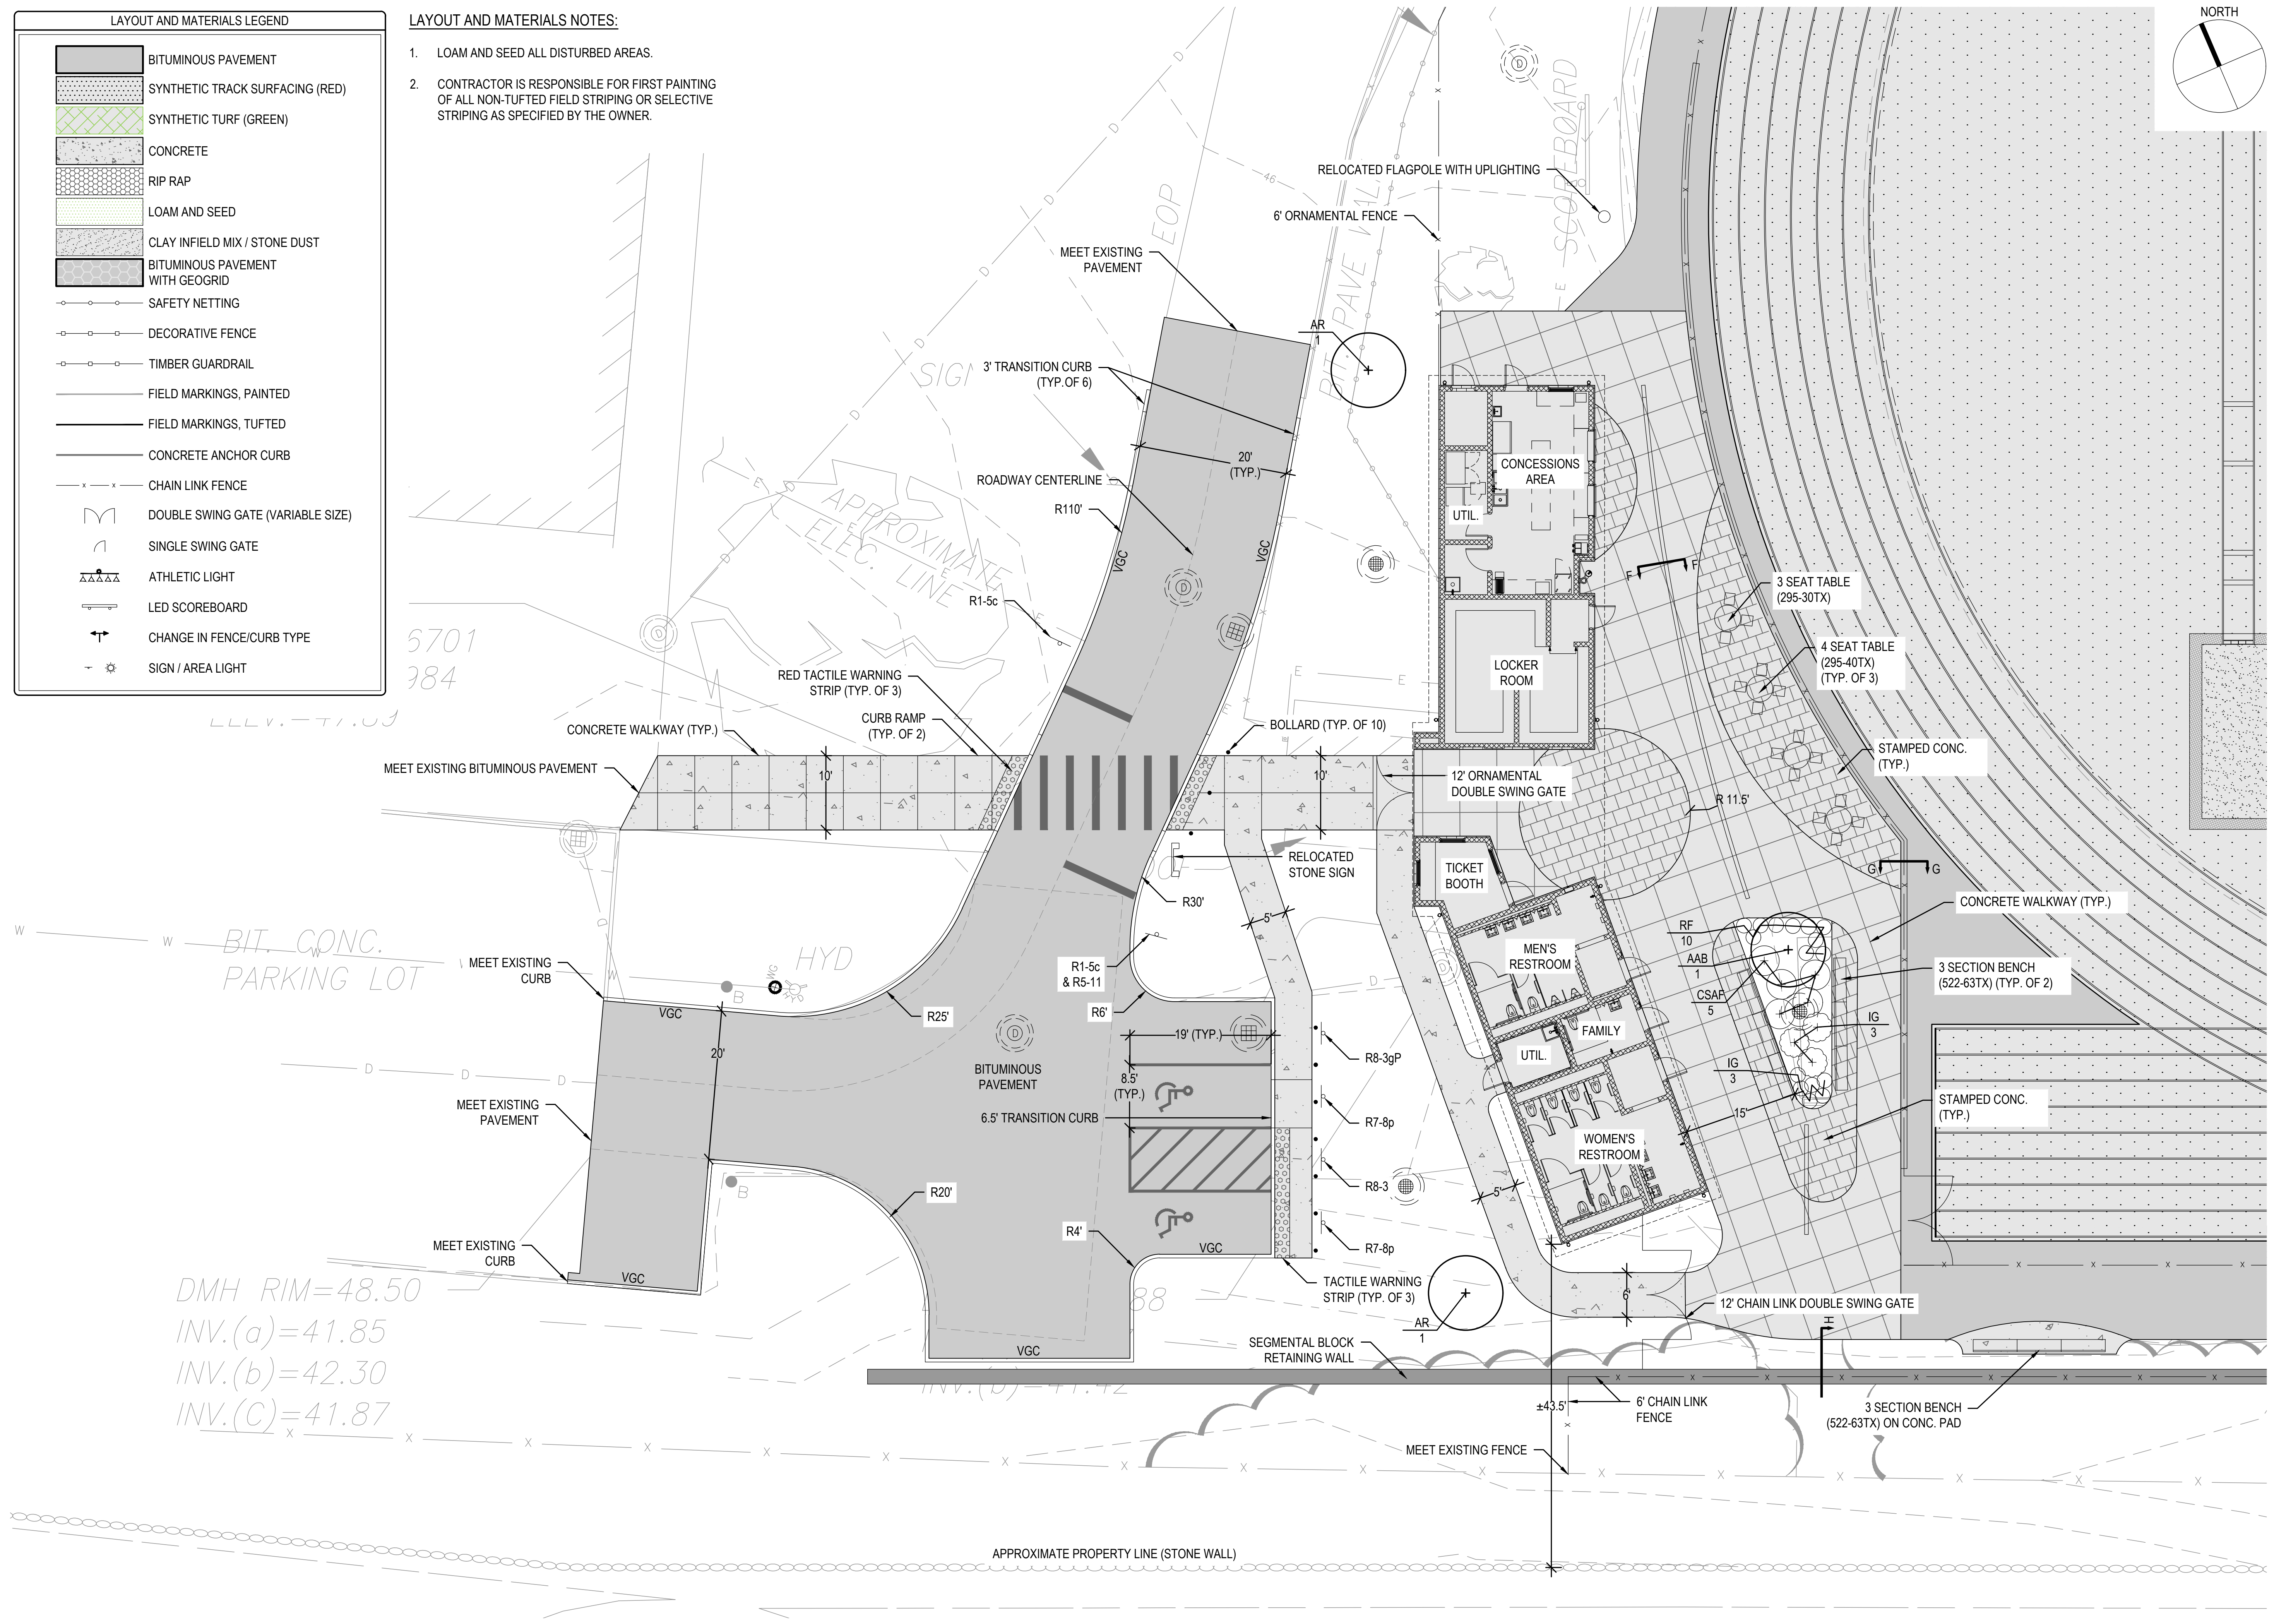 LAYOUT AND MATERIALS LEGEND
BITUMINOUS PAVEMENT
SYNTHETIC TRACK SURFACING (RED)
SYNTHETIC TURF (GREEN)
CONCRETE
RIP RAP
LOAM AND SEED
CLAY INFIELD MIX / STONE DUST
BITUMINOUS PAVEMENT
WITH GEOGRID
SAFETY NETTING
DECORATIVE FENCE
TIMBER GUARDRAIL
FIELD MARKINGS, PAINTED
FIELD MARKINGS, TUFTED
CONCRETE ANCHOR CURB
CHAIN LINK FENCE
DOUBLE SWING GATE (VARIABLE SIZE)
SINGLE SWING GATE
ATHLETIC LIGHT
LED SCOREBOARD
CHANGE IN FENCE/CURB TYPE
SIGN / AREA LIGHT
LAYOUT AND MATERIALS NOTES:
1. LOAM AND SEED ALL DISTURBED AREAS.
2. CONTRACTOR IS RESPONSIBLE FOR FIRST PAINTING
OF ALL NON-TUFTED FIELD STRIPING OR SELECTIVE
STRIPING AS SPECIFIED BY THE OWNER.
NORTH
SCOREBOARD
RELOCATED FLAGPOLE WITH UPLIGHTING
46
6' ORNAMENTAL FENCE
EOP
MEET EXISTING
PAVEMENT
BIT. PAVE WAL
AR
1
3' TRANSITION CURB
(TYP.OF 6)
SIGN
20'
(TYP.)
ROADWAY CENTERLINE
R110'
VGC
VGC
APPROXIMATE
ELEC. LINE
CONCESSIONS
AREA
UTIL.
F
F
R1-5c
3 SEAT TABLE
(295-30TX)
6701
984
4 SEAT TABLE
(295-40TX)
(TYP. OF 3)
LOCKER
ROOM
RED TACTILE WARNING
STRIP (TYP. OF 3)
CURB RAMP
(TYP. OF 2)
CONCRETE WALKWAY (TYP.)
BOLLARD (TYP. OF 10)
STAMPED CONC.
(TYP.)
MEET EXISTING BITUMINOUS PAVEMENT
10'
10'
12' ORNAMENTAL
DOUBLE SWING GATE
R 11.5'
RELOCATED
STONE SIGN
TICKET
BOOTH
G
G
R30'
5'
CONCRETE WALKWAY (TYP.)
BIT. CONC.
PARKING LOT
HYD
MEET EXISTING
CURB
R1-5c
& R5-11
MEN'S
RESTROOM
RF
10
AAB
1
CSAF
5
3 SECTION BENCH
(522-63TX) (TYP. OF 2)
VGC
R25'
R6'
IG
3
FAMILY
UTIL.
19' (TYP.)
20'
BITUMINOUS
PAVEMENT
R8-3gP
8.5'
(TYP.)
IG
3
MEET EXISTING
PAVEMENT
6.5' TRANSITION CURB
R7-8p
15'
STAMPED CONC.
(TYP.)
WOMEN'S
RESTROOM
R20'
R8-3
5'
R4'
VGC
R7-8p
MEET EXISTING
CURB
VGC
DMH RIM=48.50
INV.(a)=41.85
INV.(b)=42.30
INV.(C)=41.87
TACTILE WARNING
STRIP (TYP. OF 3)
88
6'
12' CHAIN LINK DOUBLE SWING GATE
AR
1
H
VGC
SEGMENTAL BLOCK
RETAINING WALL
±43.5'
6' CHAIN LINK
FENCE
3 SECTION BENCH
(522-63TX) ON CONC. PAD
MEET EXISTING FENCE
APPROXIMATE PROPERTY LINE (STONE WALL)